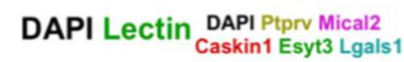 DAPI Lectin
DAPI Ptprv Mical2
Caskin1 Esyt3 Lgals1